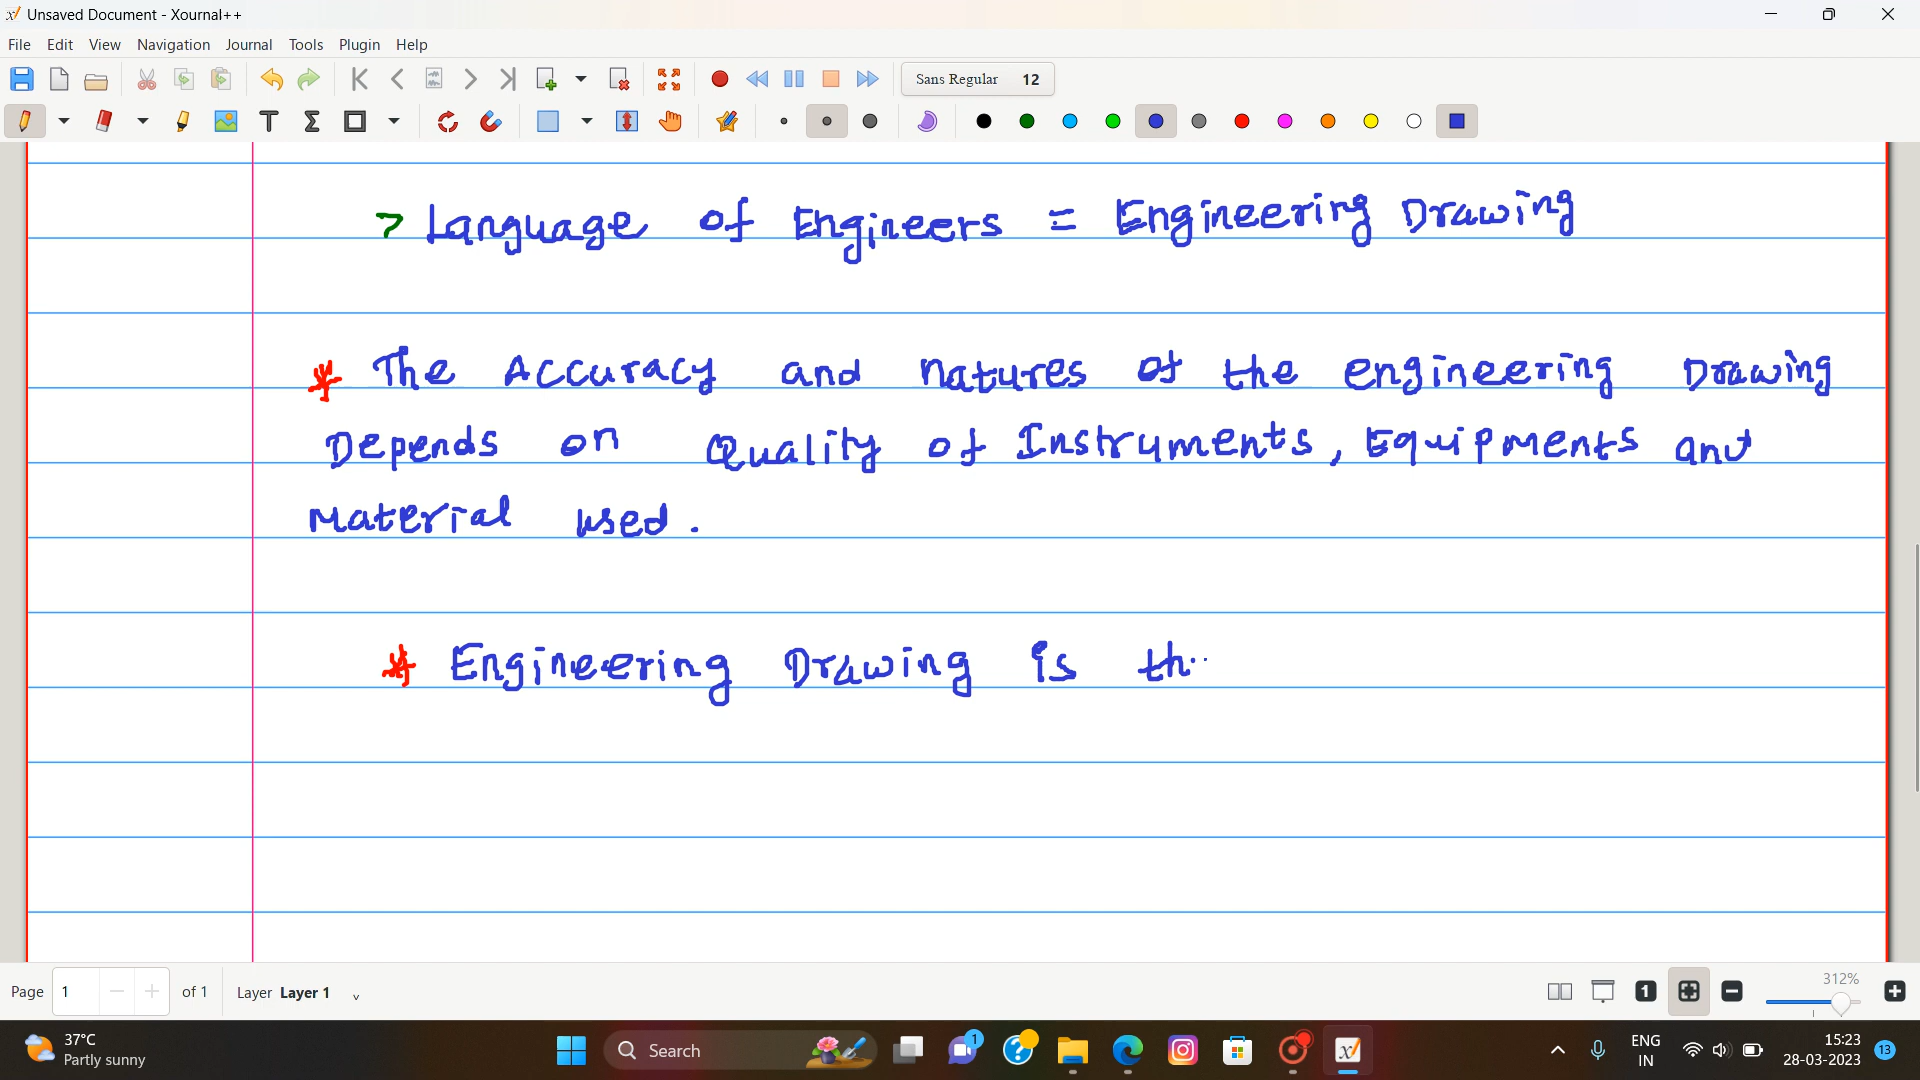 Unsaved Document - Xournal++
File Edit View Navigation Journal Tools Plugin Help
Sans Regular 12
> Language of Engineers = Engineering Drawing
* The Accuracy and Natures of the engineering Drawing
Depends on Quality of Instruments, Equipments and
Material used.
* Engineering Drawing is th
Page 1 of 1 Layer Layer 1 312%
37°C
Partly sunny
Search
1
ENG
IN
15:23
28-03-2023
13